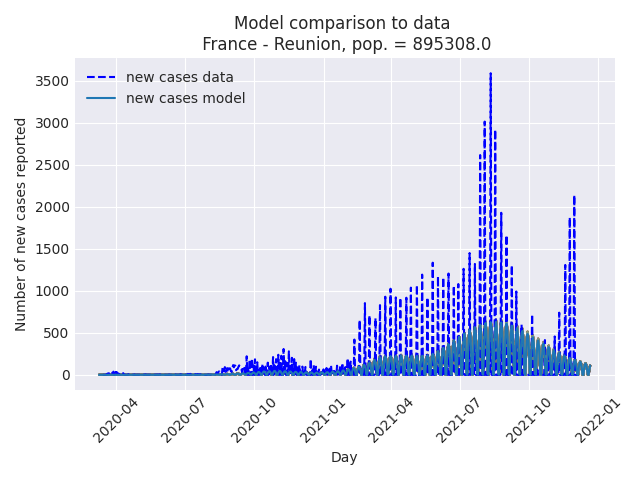 Model comparison to data
France - Reunion, pop. = 895308.0
new cases data
new cases model
Number of new cases reported
3500
3000
2500
2000
1500
1000
500
0
2020-04
2020-07
2020-10
2021-01
2021-04
2021-07
2021-10
2022-01
Day